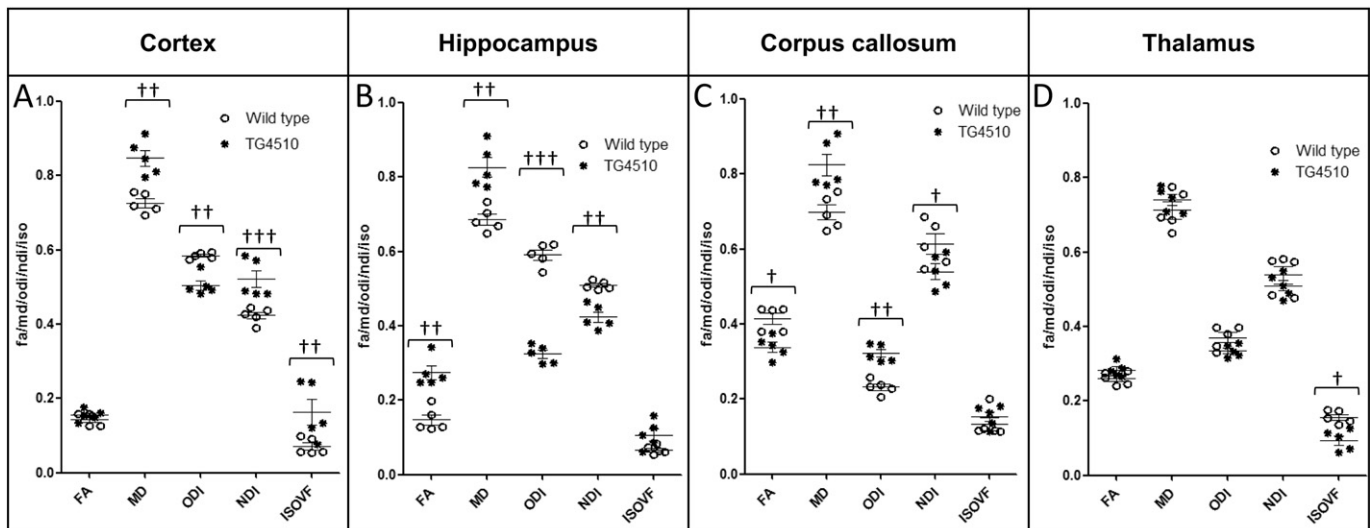 Cortex
Hippocampus
Corpus callosum
Thalamus
A
fa/md/odi/ndi/iso
1.0
0.8
0.6
0.4
0.2
0.0
††
††
†††
††
Wild type
TG4510
FA
MD
ODI
NDI
ISOVF
B
fa/md/odi/ndi/iso
1.0
0.8
0.6
0.4
0.2
0.0
††
††
†††
††
Wild type
TG4510
FA
MD
ODI
NDI
ISOVF
C
fa/md/odi/ndi/iso
1.0
0.8
0.6
0.4
0.2
0.0
†
††
††
†
Wild type
TG4510
FA
MD
ODI
NDI
ISOVF
D
fa/md/odi/ndi/iso
1.0
0.8
0.6
0.4
0.2
0.0
†
Wild type
TG4510
FA
MD
ODI
NDI
ISOVF